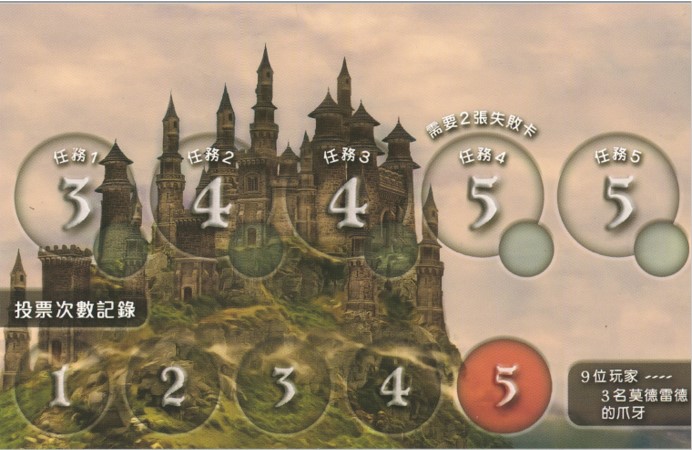 需要2張失敗卡
任務1 任務2 任務3 任務4 任務5
3 4 4 5 5
投票次數記錄
1 2 3 4 5
9位玩家 ----
3名莫德雷德
的爪牙